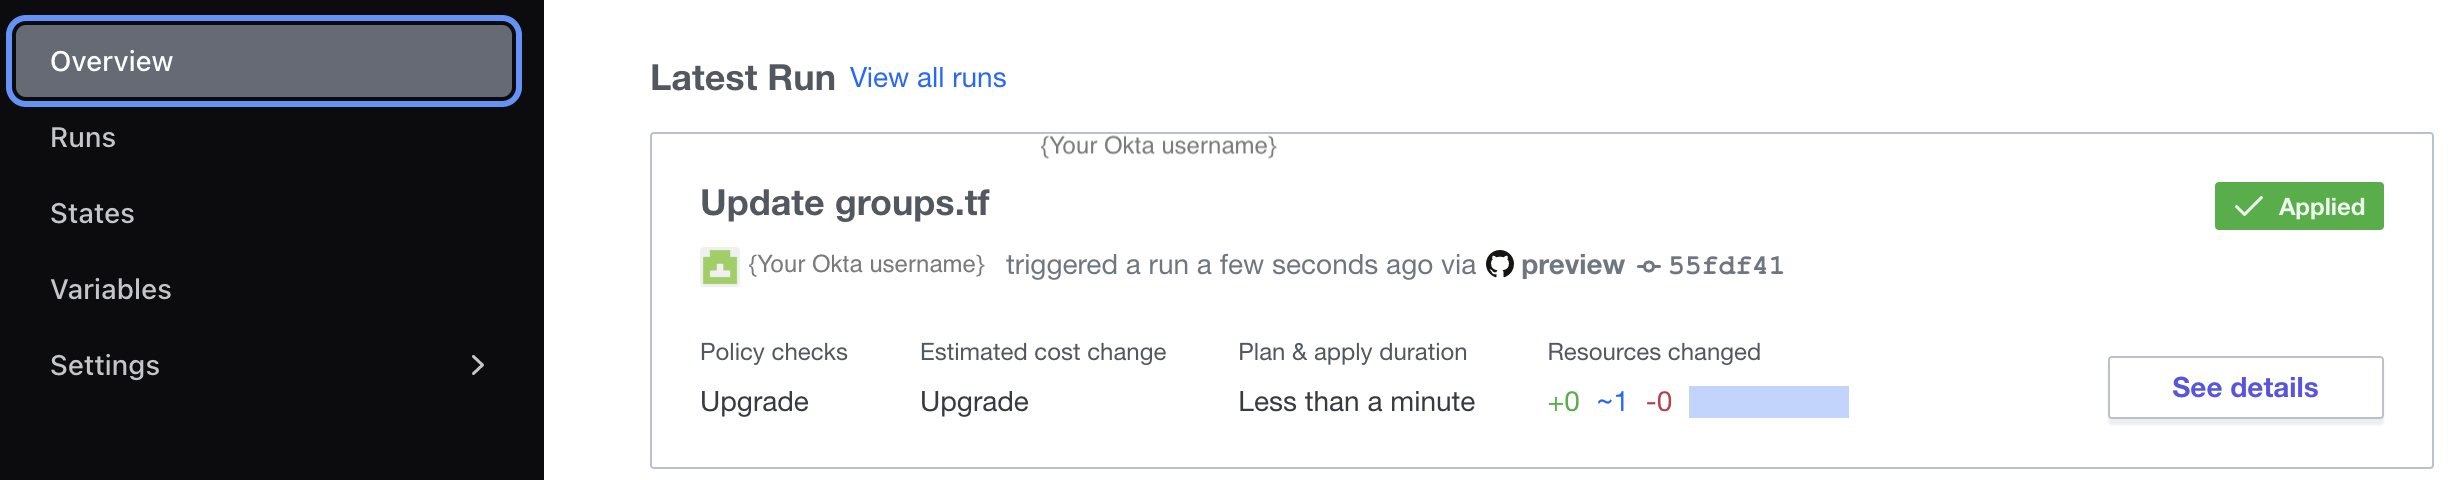 Overview
Runs
States
Variables
Settings
Latest Run View all runs
{Your Okta username}
Update groups.tf
Applied
{Your Okta username} triggered a run a few seconds ago via preview 55fdf41
Policy checks Estimated cost change Plan & apply duration Resources changed
Upgrade Upgrade Less than a minute +0 ~1 -0
See details